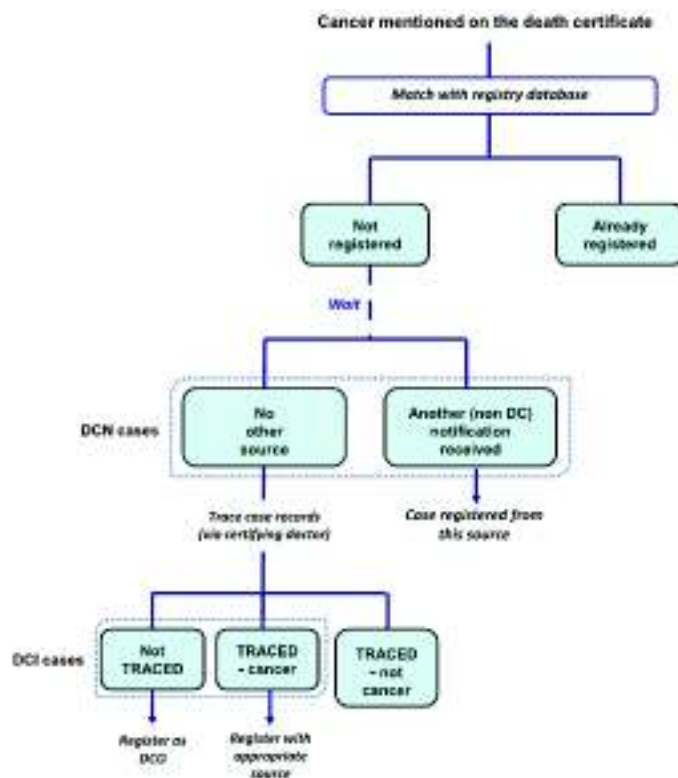 Cancer mentioned on the death certificate
Match with registry database
Not
registered
Already
registered
Wait
DCN cases
No
other
source
Another (non DC)
notification
received
Trace case records
(via certifying doctor)
Case registered from
this source
DCI cases
Not
TRACED
TRACED
- cancer
TRACED
- not
cancer
Register as
DCO
Register with
appropriate
source